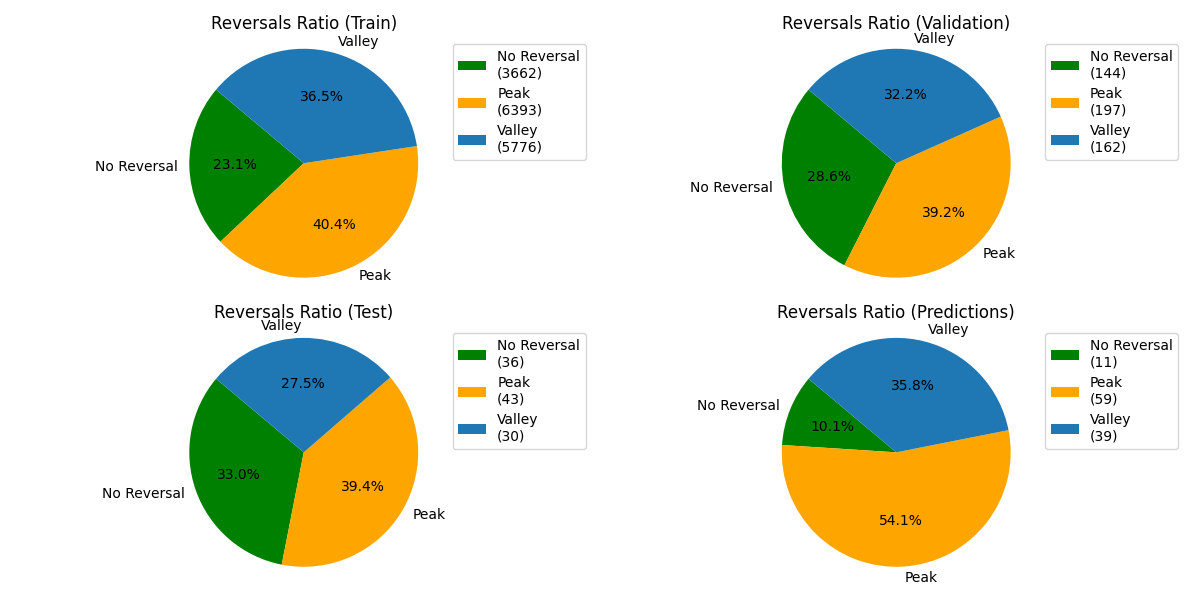 Reversals Ratio (Train)
Valley
36.5%
No Reversal
23.1%
40.4%
Peak
No Reversal
(3662)
Peak
(6393)
Valley
(5776)
Reversals Ratio (Validation)
Valley
32.2%
No Reversal
28.6%
39.2%
Peak
No Reversal
(144)
Peak
(197)
Valley
(162)
Reversals Ratio (Test)
Valley
27.5%
No Reversal
33.0%
39.4%
Peak
No Reversal
(36)
Peak
(43)
Valley
(30)
Reversals Ratio (Predictions)
Valley
35.8%
No Reversal
10.1%
54.1%
Peak
No Reversal
(11)
Peak
(59)
Valley
(39)